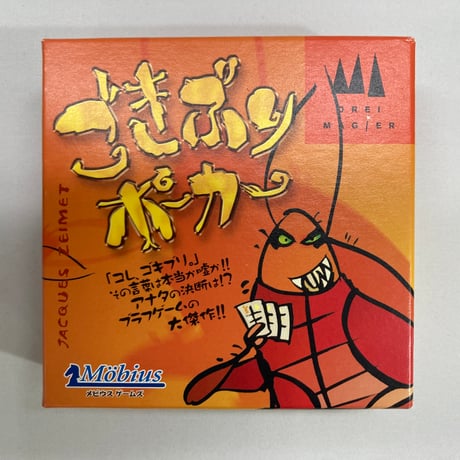 ごきぶり
ポーカー
DREI
MAGIER
JACQUES ZEIMET
「コレ、ゴキブリ。」
その言葉は本当か嘘か!!
アナタの決断は!?
ブラフゲームの
大傑作!!
Möbius
メビウス ゲームズ